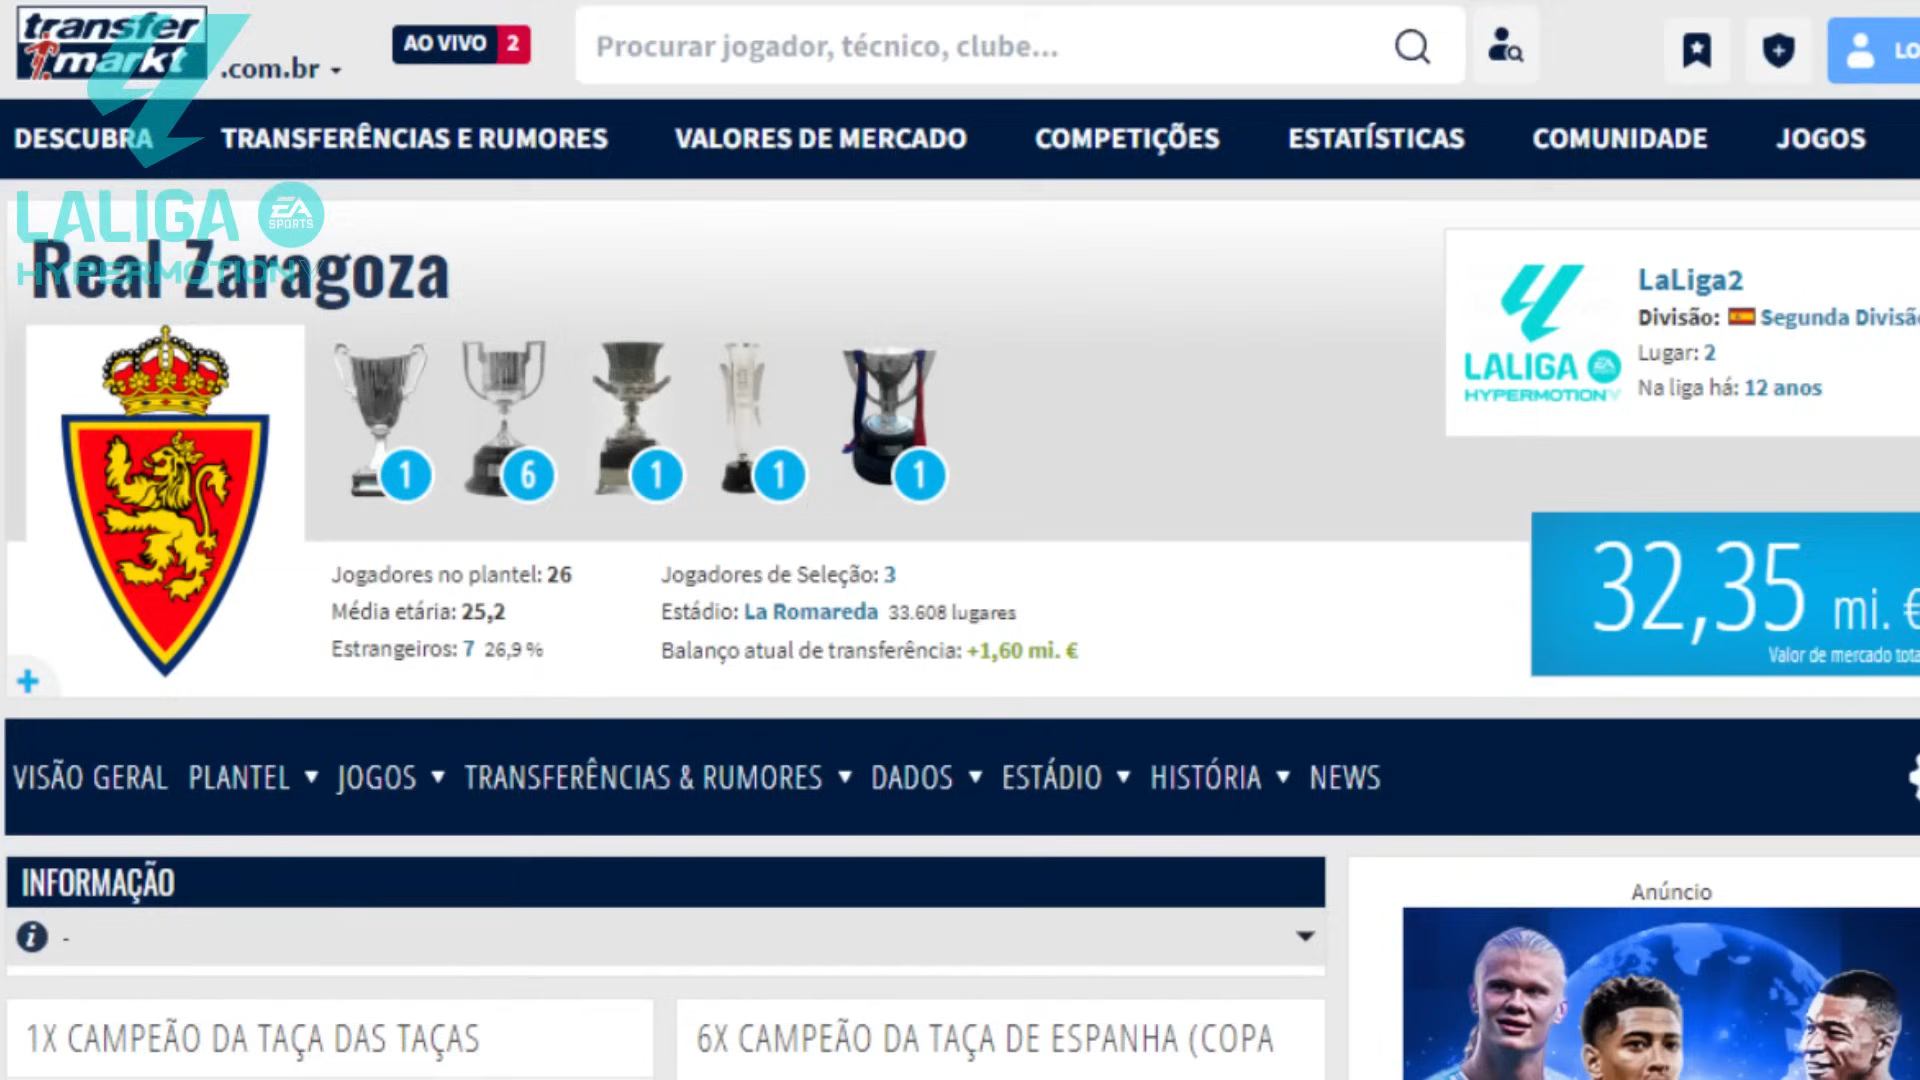 transfer
markt
.com.br
AO VIVO 2
Procurar jogador, técnico, clube...
DESCUBRA TRANSFERÊNCIAS E RUMORES VALORES DE MERCADO COMPETIÇÕES ESTATÍSTICAS COMUNIDADE JOGOS
LALIGA EA SPORTS
HYPERMOTION
Real Zaragoza
LALIGA EA
HYPERMOTION
LaLiga2
Divisão: Segunda Divisã
Lugar: 2
Na liga há: 12 anos
1 6 1 1 1
Jogadores no plantel: 26
Média etária: 25,2
Estrangeiros: 7 26,9 %
Jogadores de Seleção: 3
Estádio: La Romareda 33.608 lugares
Balanço atual de transferência: +1,60 mi. €
32,35 mi. €
Valor de mercado tota
VISÃO GERAL PLANTEL JOGOS TRANSFERÊNCIAS & RUMORES DADOS ESTÁDIO HISTÓRIA NEWS
INFORMAÇÃO
i -
Anúncio
1X CAMPEÃO DA TAÇA DAS TAÇAS
6X CAMPEÃO DA TAÇA DE ESPANHA (COPA